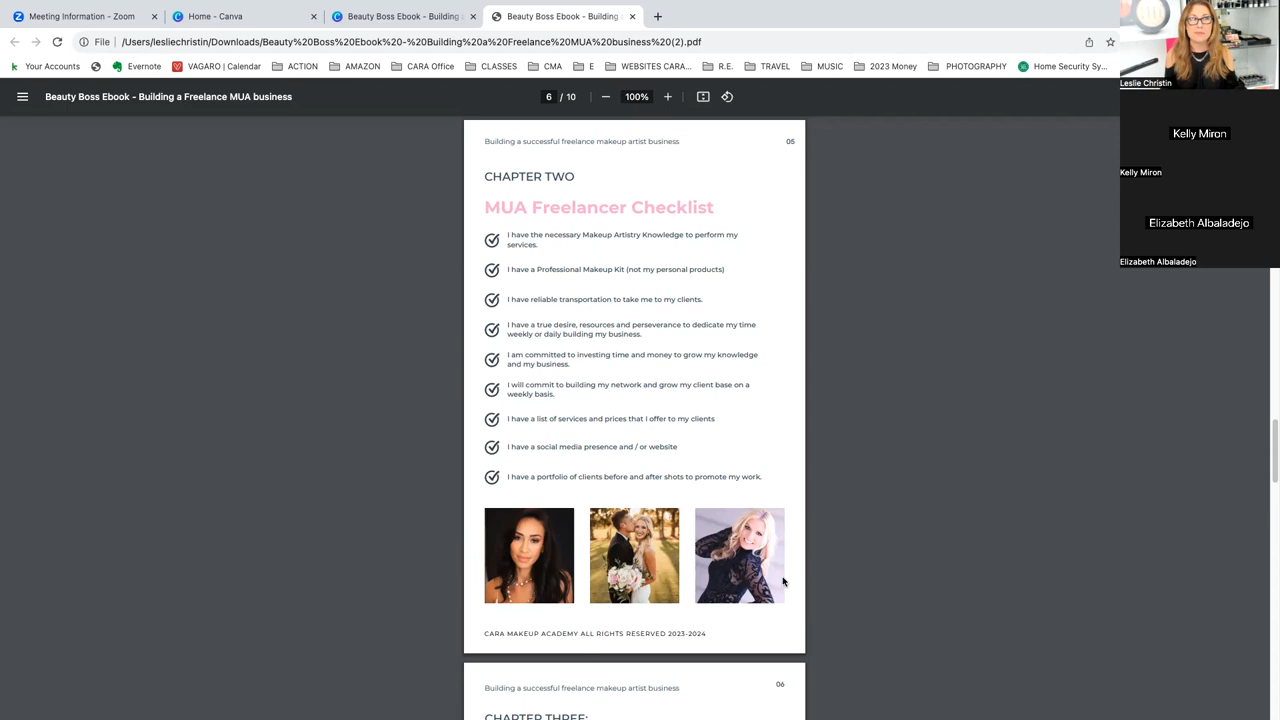 Meeting Information - Zoom
Home - Canva
Beauty Boss Ebook - Building
Beauty Boss Ebook - Building
File
/Users/lesliechristin/Downloads/Beauty%20Boss%20Ebook%20-%20Building%20a%20Freelance%20MUA%20business%20(2).pdf
Your Accounts
Evernote
VAGARO | Calendar
ACTION
AMAZON
CARA Office
CLASSES
CMA
E
WEBSITES CARA...
R.E.
TRAVEL
MUSIC
2023 Money
PHOTOGRAPHY
Home Security Sy...
Leslie Christin
Beauty Boss Ebook - Building a Freelance MUA business
6 / 10
100%
Kelly Miron
Kelly Miron
Elizabeth Albaladejo
Elizabeth Albaladejo
Building a successful freelance makeup artist business
05
CHAPTER TWO
MUA Freelancer Checklist
I have the necessary Makeup Artistry Knowledge to perform my
services.
I have a Professional Makeup Kit (not my personal products)
I have reliable transportation to take me to my clients.
I have a true desire, resources and perseverance to dedicate my time
weekly or daily building my business.
I am committed to investing time and money to grow my knowledge
and my business.
I will commit to building my network and grow my client base on a
weekly basis.
I have a list of services and prices that I offer to my clients
I have a social media presence and / or website
I have a portfolio of clients before and after shots to promote my work.
CARA MAKEUP ACADEMY ALL RIGHTS RESERVED 2023-2024
Building a successful freelance makeup artist business
06
CHAPTER THREE: